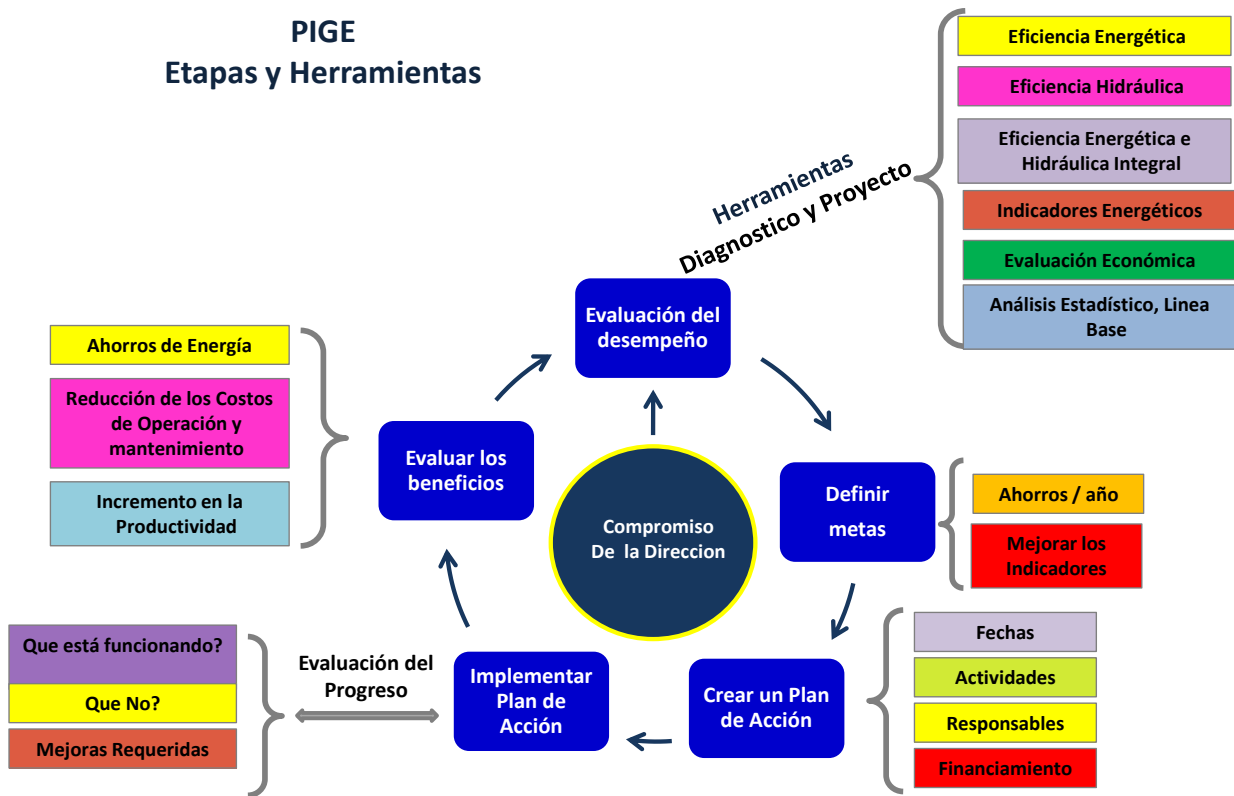 PIGE
Etapas y Herramientas
Eficiencia Energética
Eficiencia Hidráulica
Eficiencia Energética e
Hidráulica Integral
Indicadores Energéticos
Evaluación Económica
Análisis Estadístico, Linea
Base
Herramientas
Diagnostico y Proyecto
Evaluación del
desempeño
Ahorros de Energía
Reducción de los Costos
de Operación y
mantenimiento
Incremento en la
Productividad
Evaluar los
beneficios
Compromiso
De la Direccion
Definir
metas
Ahorros / año
Mejorar los
Indicadores
Que está funcionando?
Que No?
Mejoras Requeridas
Evaluación del
Progreso
Implementar
Plan de
Acción
Crear un Plan
de Acción
Fechas
Actividades
Responsables
Financiamiento